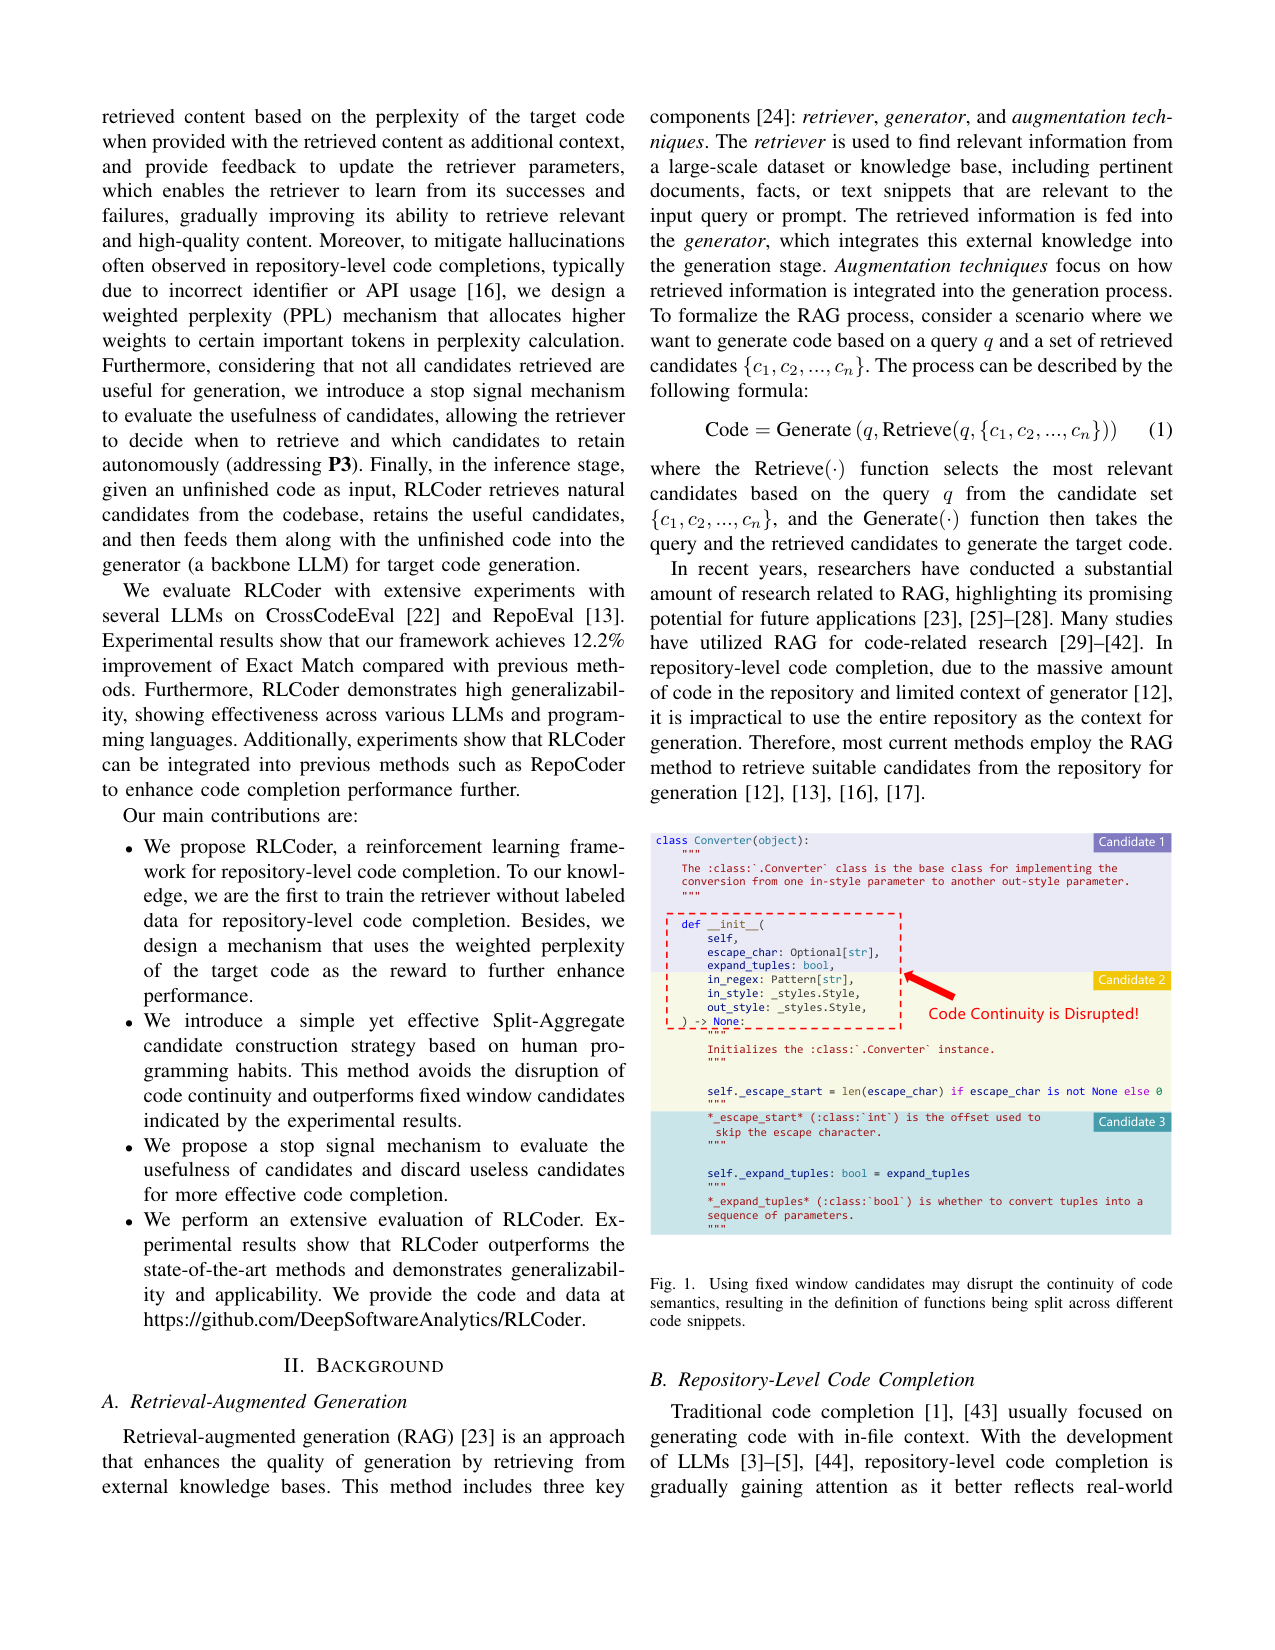 retrieved content based on the perplexity of the target code
when provided with the retrieved content as additional context,
and provide feedback to update the retriever parameters,
which enables the retriever to learn from its successes and
failures, gradually improving its ability to retrieve relevant
and high-quality content. Moreover, to mitigate hallucinations
often observed in repository-level code completions, typically
due to incorrect identifier or API usage [16], we design a
weighted perplexity (PPL) mechanism that allocates higher
weights to certain important tokens in perplexity calculation.
Furthermore, considering that not all candidates retrieved are
useful for generation, we introduce a stop signal mechanism
to evaluate the usefulness of candidates, allowing the retriever
to decide when to retrieve and which candidates to retain
autonomously (addressing P3). Finally, in the inference stage,
given an unfinished code as input, RLCoder retrieves natural
candidates from the codebase, retains the useful candidates,
and then feeds them along with the unfinished code into the
generator (a backbone LLM) for target code generation.
We evaluate RLCoder with extensive experiments with
several LLMs on CrossCodeEval [22] and RepoEval [13].
Experimental results show that our framework achieves 12.2%
improvement of Exact Match compared with previous meth-
ods. Furthermore, RLCoder demonstrates high generalizabil-
ity, showing effectiveness across various LLMs and program-
ming languages. Additionally, experiments show that RLCoder
can be integrated into previous methods such as RepoCoder
to enhance code completion performance further.
Our main contributions are:
• We propose RLCoder, a reinforcement learning frame-
work for repository-level code completion. To our knowl-
edge, we are the first to train the retriever without labeled
data for repository-level code completion. Besides, we
design a mechanism that uses the weighted perplexity
of the target code as the reward to further enhance
performance.
• We introduce a simple yet effective Split-Aggregate
candidate construction strategy based on human pro-
gramming habits. This method avoids the disruption of
code continuity and outperforms fixed window candidates
indicated by the experimental results.
• We propose a stop signal mechanism to evaluate the
usefulness of candidates and discard useless candidates
for more effective code completion.
• We perform an extensive evaluation of RLCoder. Ex-
perimental results show that RLCoder outperforms the
state-of-the-art methods and demonstrates generalizabil-
ity and applicability. We provide the code and data at
https://github.com/DeepSoftwareAnalytics/RLCoder.
II. BACKGROUND
A. Retrieval-Augmented Generation
Retrieval-augmented generation (RAG) [23] is an approach
that enhances the quality of generation by retrieving from
external knowledge bases. This method includes three key
components [24]: retriever, generator, and augmentation tech-
niques. The retriever is used to find relevant information from
a large-scale dataset or knowledge base, including pertinent
documents, facts, or text snippets that are relevant to the
input query or prompt. The retrieved information is fed into
the generator, which integrates this external knowledge into
the generation stage. Augmentation techniques focus on how
retrieved information is integrated into the generation process.
To formalize the RAG process, consider a scenario where we
want to generate code based on a query q and a set of retrieved
candidates {c1, c2, ..., cn}. The process can be described by the
following formula:
Code = Generate (q, Retrieve(q, {c1, c2, ..., cn})) (1)
where the Retrieve(·) function selects the most relevant
candidates based on the query q from the candidate set
{c1, c2, ..., cn}, and the Generate(·) function then takes the
query and the retrieved candidates to generate the target code.
In recent years, researchers have conducted a substantial
amount of research related to RAG, highlighting its promising
potential for future applications [23], [25]–[28]. Many studies
have utilized RAG for code-related research [29]–[42]. In
repository-level code completion, due to the massive amount
of code in the repository and limited context of generator [12],
it is impractical to use the entire repository as the context for
generation. Therefore, most current methods employ the RAG
method to retrieve suitable candidates from the repository for
generation [12], [13], [16], [17].
class Converter(object): Candidate 1
"""
The :class:`.Converter` class is the base class for implementing the
conversion from one in-style parameter to another out-style parameter.
"""
def __init__(
self,
escape_char: Optional[str],
expand_tuples: bool,
in_regex: Pattern[str], Candidate 2
in_style: _styles.Style,
out_style: _styles.Style,
Code Continuity is Disrupted!
) -> None:
"""
Initializes the :class:`.Converter` instance.
"""
self._escape_start = len(escape_char) if escape_char is not None else 0
"""
*_escape_start* (:class:`int`) is the offset used to Candidate 3
skip the escape character.
"""
self._expand_tuples: bool = expand_tuples
"""
*_expand_tuples* (:class:`bool`) is whether to convert tuples into a
sequence of parameters.
"""
Fig. 1. Using fixed window candidates may disrupt the continuity of code
semantics, resulting in the definition of functions being split across different
code snippets.
B. Repository-Level Code Completion
Traditional code completion [1], [43] usually focused on
generating code with in-file context. With the development
of LLMs [3]–[5], [44], repository-level code completion is
gradually gaining attention as it better reflects real-world